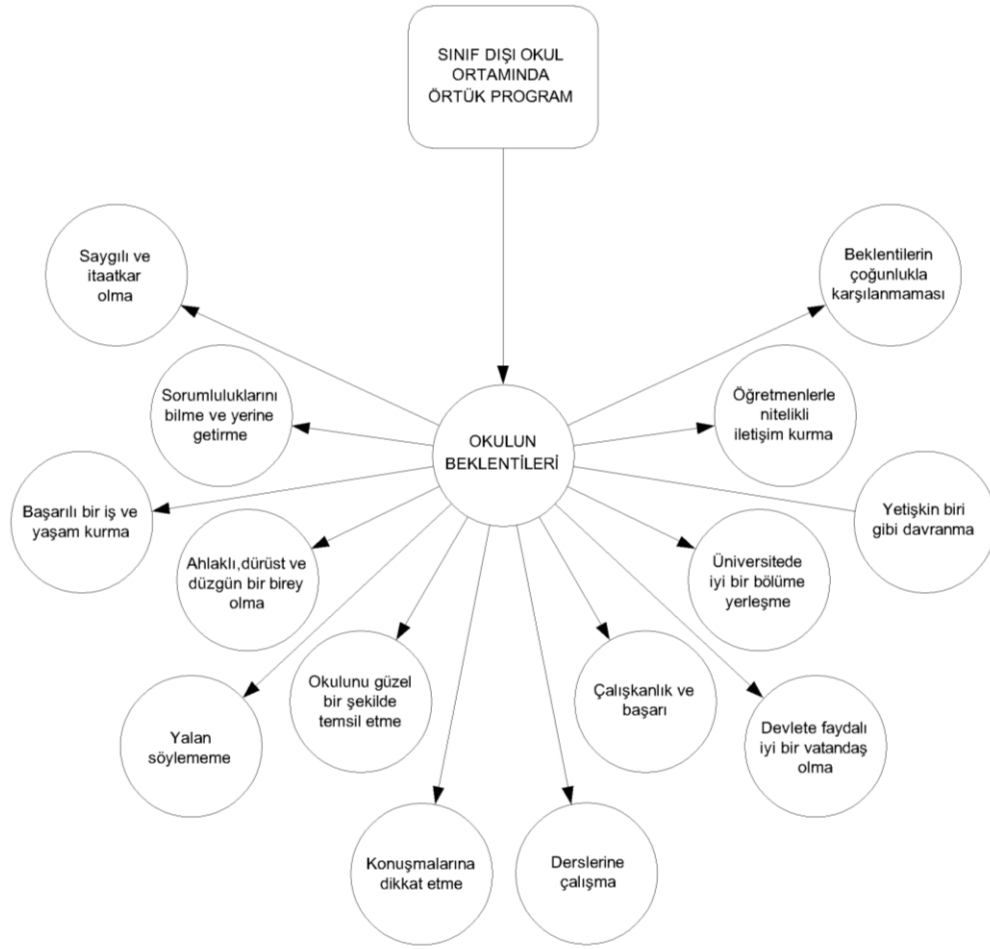 SINIF DIŞI OKUL
ORTAMINDA
ÖRTÜK PROGRAM
Saygılı ve
itaatkar
olma
Beklentilerin
çoğunlukla
karşılanmaması
Sorumluluklarını
bilme ve yerine
getirme
Öğretmenlerle
nitelikli
iletişim kurma
OKULUN
BEKLENTİLERİ
Başarılı bir iş ve
yaşam kurma
Yetişkin biri
gibi davranma
Ahlaklı,dürüst ve
düzgün bir birey
olma
Üniversitede
iyi bir bölüme
yerleşme
Okulunu güzel
bir şekilde
temsil etme
Çalışkanlık ve
başarı
Yalan
söylememe
Devlete faydalı
iyi bir vatandaş
olma
Konuşmalarına
dikkat etme
Derslerine
çalışma